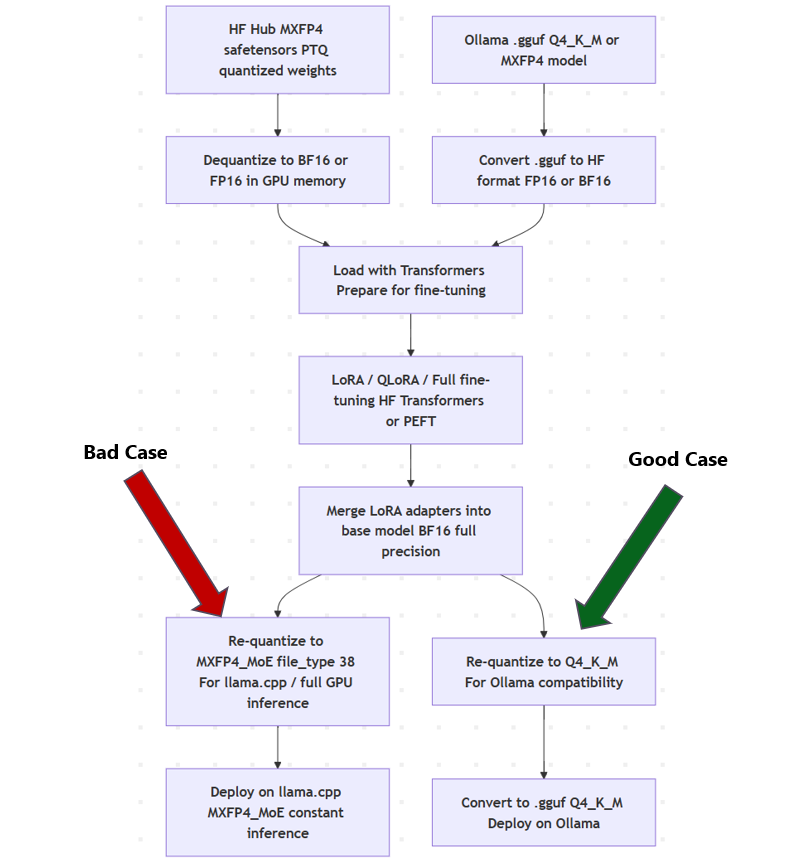 HF Hub MXFP4
safetensors PTQ
quantized weights
Ollama .gguf Q4_K_M or
MXFP4 model
Dequantize to BF16 or
FP16 in GPU memory
Convert .gguf to HF
format FP16 or BF16
Load with Transformers
Prepare for fine-tuning
LoRA / QLoRA / Full fine-
tuning HF Transformers
or PEFT
Bad Case
Good Case
Merge LoRA adapters into
base model BF16 full
precision
Re-quantize to
MXFP4_MoE file_type 38
For llama.cpp / full GPU
inference
Re-quantize to Q4_K_M
For Ollama compatibility
Deploy on llama.cpp
MXFP4_MoE constant
inference
Convert to .gguf Q4_K_M
Deploy on Ollama